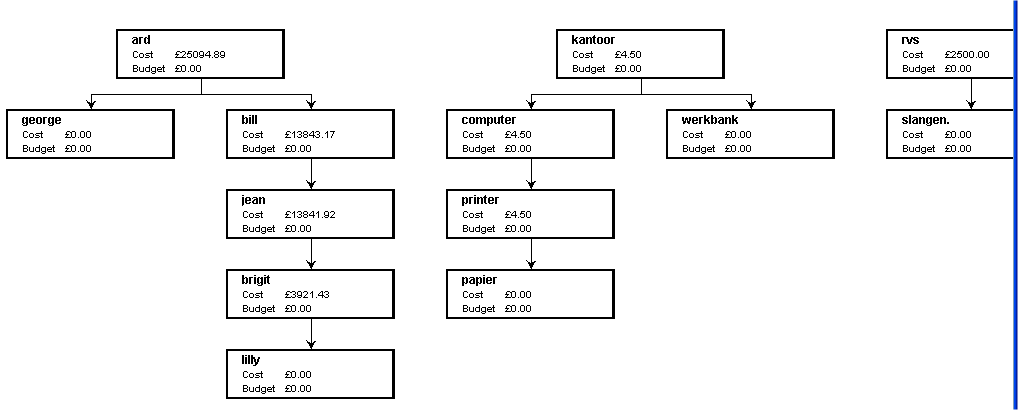 ard
Cost £25094.89
Budget £0.00
kantoor
Cost £4.50
Budget £0.00
rvs
Cost £2500.00
Budget £0.00
george
Cost £0.00
Budget £0.00
bill
Cost £13843.17
Budget £0.00
computer
Cost £4.50
Budget £0.00
werkbank
Cost £0.00
Budget £0.00
slangen.
Cost £0.00
Budget £0.00
jean
Cost £13841.92
Budget £0.00
printer
Cost £4.50
Budget £0.00
brigit
Cost £3921.43
Budget £0.00
papier
Cost £0.00
Budget £0.00
lilly
Cost £0.00
Budget £0.00